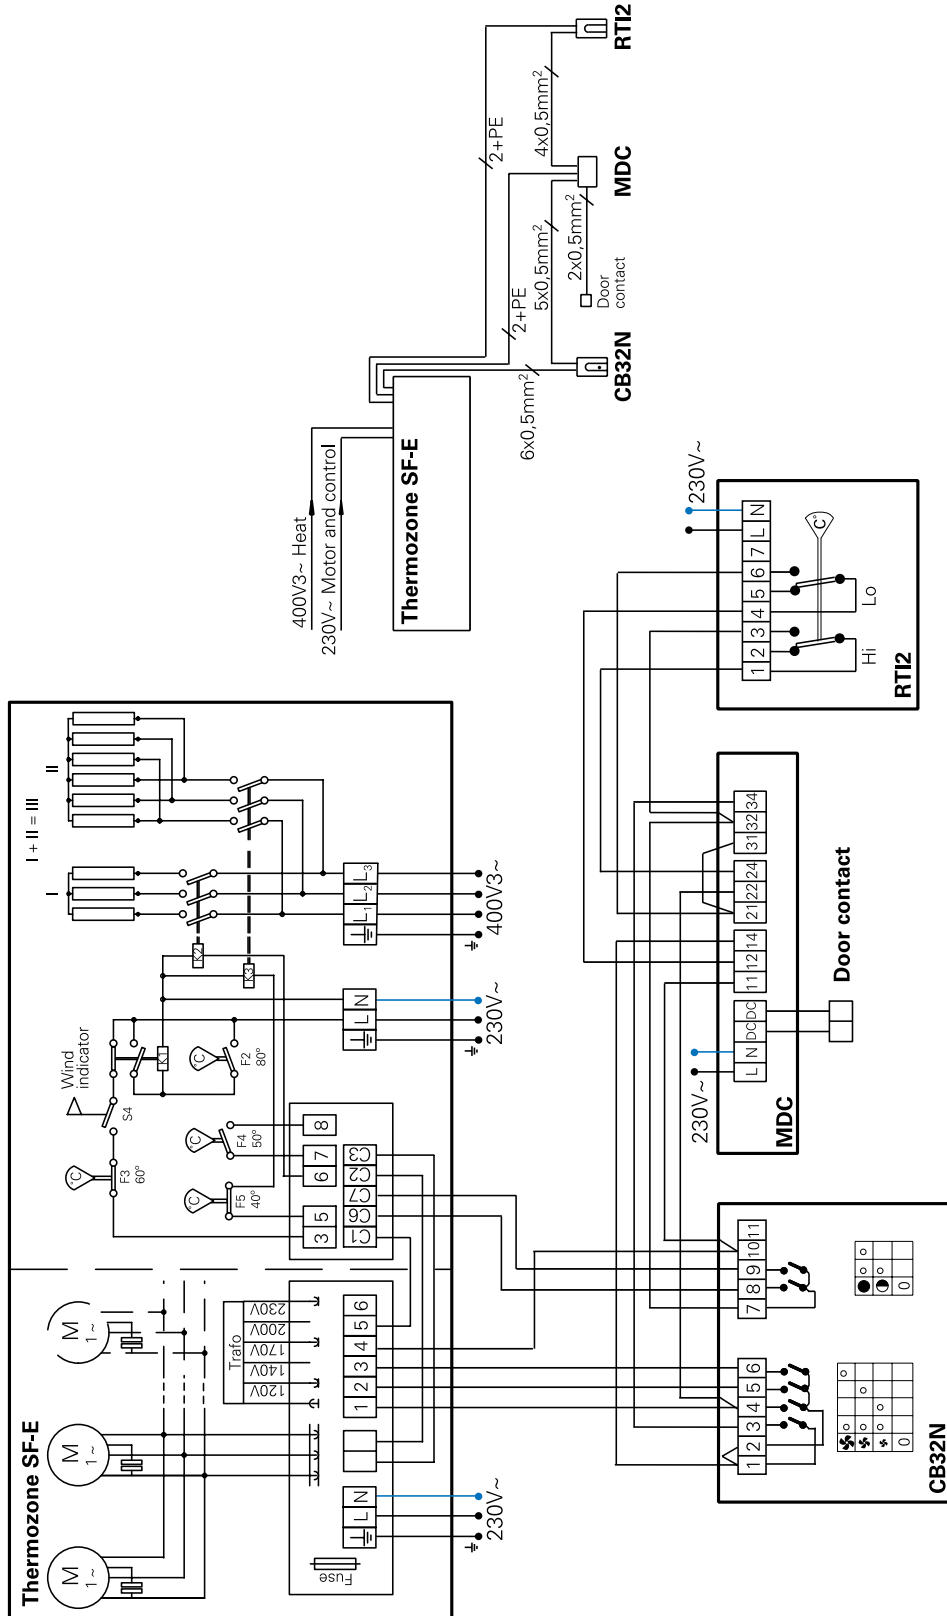 Thermozone SF-E
M
1~
M
1~
M
1~
Fuse
L
N
230V~
Trafo
120V
140V
170V
200V
230V
1
2
3
4
5
6
°C
F3
60°
S4
Wind
indicator
°C
F5
40°
°C
F4
50°
°C
F2
80°
K1
K2
K3
3
5
6
7
8
C1
C6
C7
C2
C3
L
N
230V~
L1
L2
L3
400V3~
I
II
I + II = III
400V3~ Heat
230V~ Motor and control
Thermozone SF-E
2+PE
2+PE
6x0,5mm²
5x0,5mm²
4x0,5mm²
2x0,5mm²
Door
contact
CB32N
MDC
RTI2
CB32N
1
2
3
4
5
6
7
8
9
10
11
0
0
MDC
230V~
L
N
DC
DC
11
12
14
21
22
24
31
32
34
Door contact
RTI2
230V~
1
2
3
4
5
6
7
L
N
Hi
Lo
C°